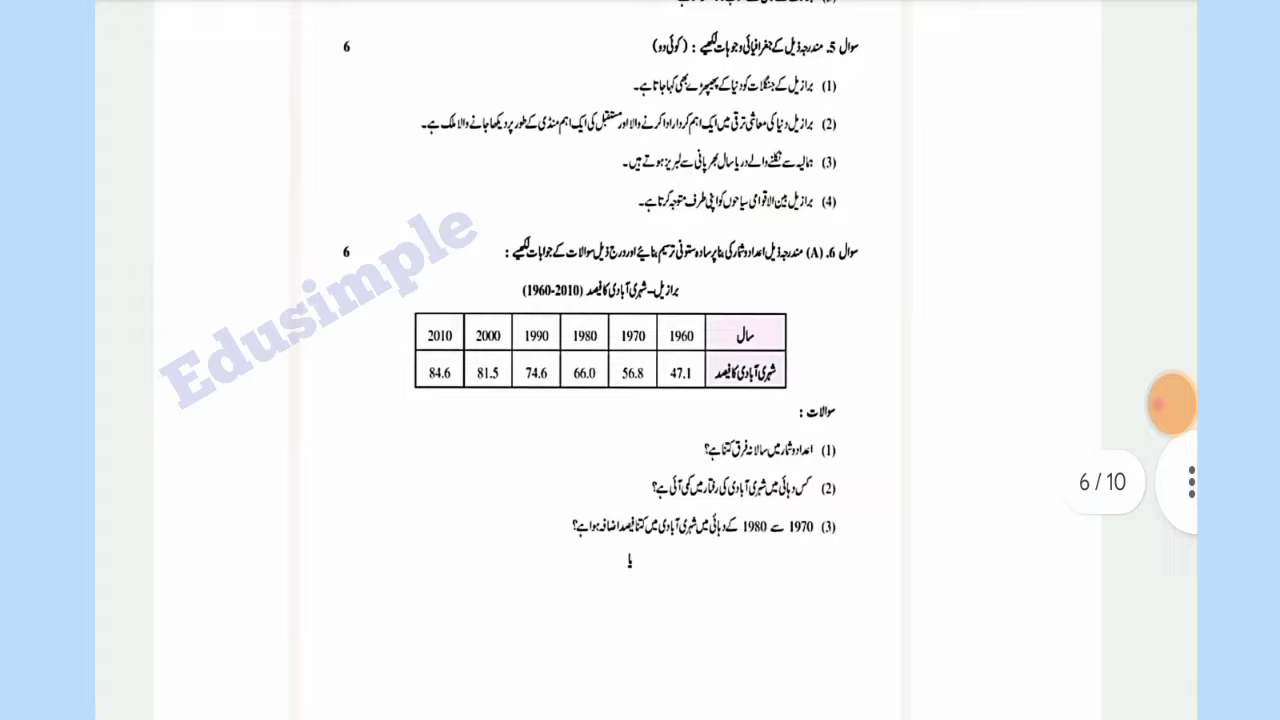 سوال 5. مندرجہ ذیل کے جغرافیائی وجوہات لکھیے : (کوئی دو) 6
(1) برازیل کے جنگلات کو دنیا کے پھیپھڑے بھی کہا جاتا ہے۔
(2) برازیل دنیا کی معاشی ترقی میں ایک اہم کردار ادا کرنے والا اور مستقبل کی ایک اہم منڈی کے طور پر دیکھا جانے والا ملک ہے۔
(3) ہمالیہ سے نکلنے والے دریا سال بھر پانی سے لبریز ہوتے ہیں۔
(4) برازیل بین الاقوامی سیاحوں کو اپنی طرف متوجہ کرتا ہے۔
سوال 6. (A) مندرجہ ذیل اعداد و شمار کی بنا پر سادہ ستونی ترسیم بنائیے اور درج ذیل سوالات کے جوابات لکھیے : 6
برازیل – شہری آبادی کا فیصد (1960-2010)
سال 1960 1970 1980 1990 2000 2010
شہری آبادی کا فیصد 47.1 56.8 66.0 74.6 81.5 84.6
سوالات :
(1) اعداد و شمار میں سالانہ فرق کتنا ہے؟
(2) کس دہائی میں شہری آبادی کی رفتار میں کمی آئی ہے؟
(3) 1970 سے 1980 کے دہائی میں شہری آبادی میں کتنا فیصد اضافہ ہوا ہے؟
یا
Edusimple
6 / 10